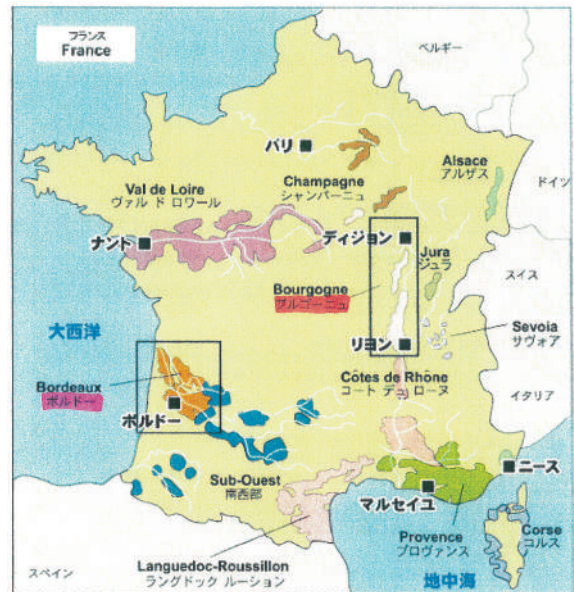 フランス
France
ベルギー
パリ
Alsace
アルザス
Champagne
シャンパーニュ
ドイツ
Val de Loire
ヴァル ド ロワール
ナント
ディジョン
Jura
ジュラ
スイス
Bourgogne
ブルゴーニュ
Sevoia
サヴォア
大西洋
リヨン
Côtes de Rhône
コート デュ ローヌ
イタリア
Bordeaux
ボルドー
ボルドー
Sub-Ouest
南西部
ニース
マルセイユ
Provence
プロヴァンス
Corse
コルス
Languedoc-Roussillon
ラングドック ルーション
スペイン
地中海